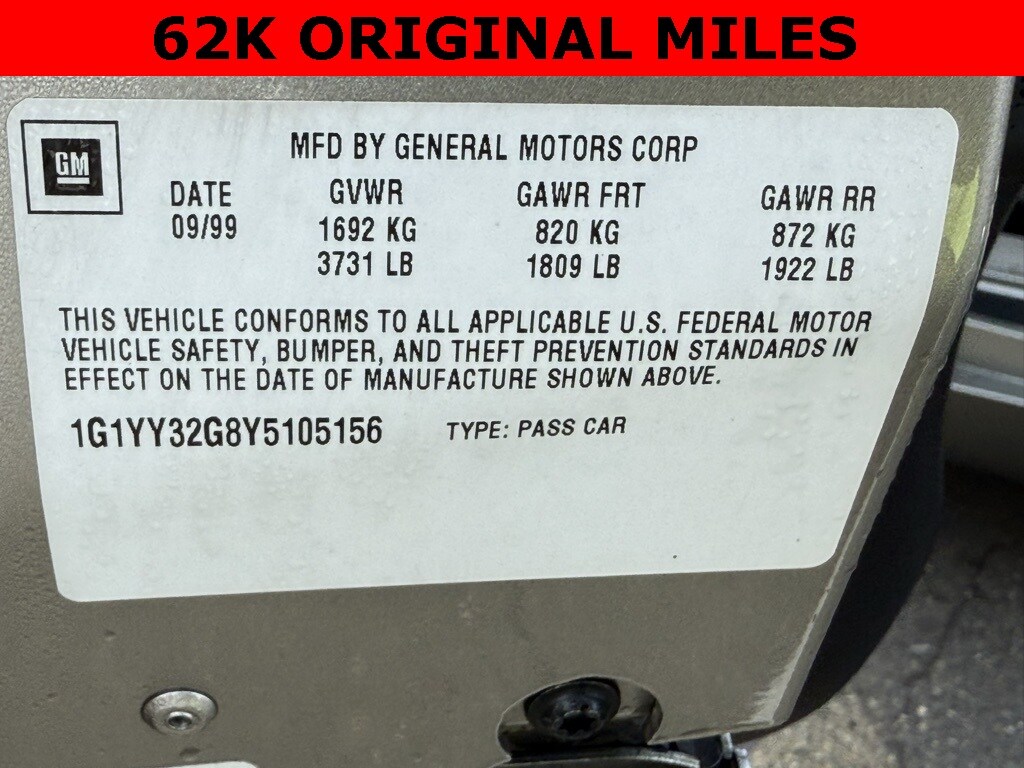 62K ORIGINAL MILES
GM
MFD BY GENERAL MOTORS CORP
DATE GVWR GAWR FRT GAWR RR
09/99 1692 KG 820 KG 872 KG
3731 LB 1809 LB 1922 LB
THIS VEHICLE CONFORMS TO ALL APPLICABLE U.S. FEDERAL MOTOR
VEHICLE SAFETY, BUMPER, AND THEFT PREVENTION STANDARDS IN
EFFECT ON THE DATE OF MANUFACTURE SHOWN ABOVE.
1G1YY32G8Y5105156 TYPE: PASS CAR